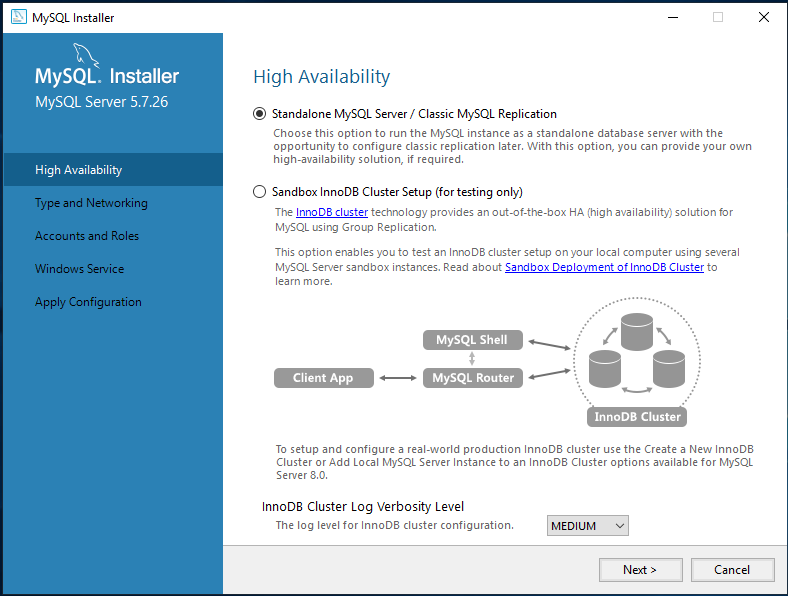 MySQL Installer
MySQL. Installer
MySQL Server 5.7.26
High Availability
Type and Networking
Accounts and Roles
Windows Service
Apply Configuration
High Availability
Standalone MySQL Server / Classic MySQL Replication
Choose this option to run the MySQL instance as a standalone database server with the
opportunity to configure classic replication later. With this option, you can provide your own
high-availability solution, if required.
Sandbox InnoDB Cluster Setup (for testing only)
The InnoDB cluster technology provides an out-of-the-box HA (high availability) solution for
MySQL using Group Replication.
This option enables you to test an InnoDB cluster setup on your local computer using several
MySQL Server sandbox instances. Read about Sandbox Deployment of InnoDB Cluster to
learn more.
MySQL Shell
Client App
MySQL Router
InnoDB Cluster
To setup and configure a real-world production InnoDB cluster use the Create a New InnoDB
Cluster or Add Local MySQL Server Instance to an InnoDB Cluster options available for MySQL
Server 8.0.
InnoDB Cluster Log Verbosity Level
The log level for InnoDB cluster configuration.
MEDIUM
Next >
Cancel